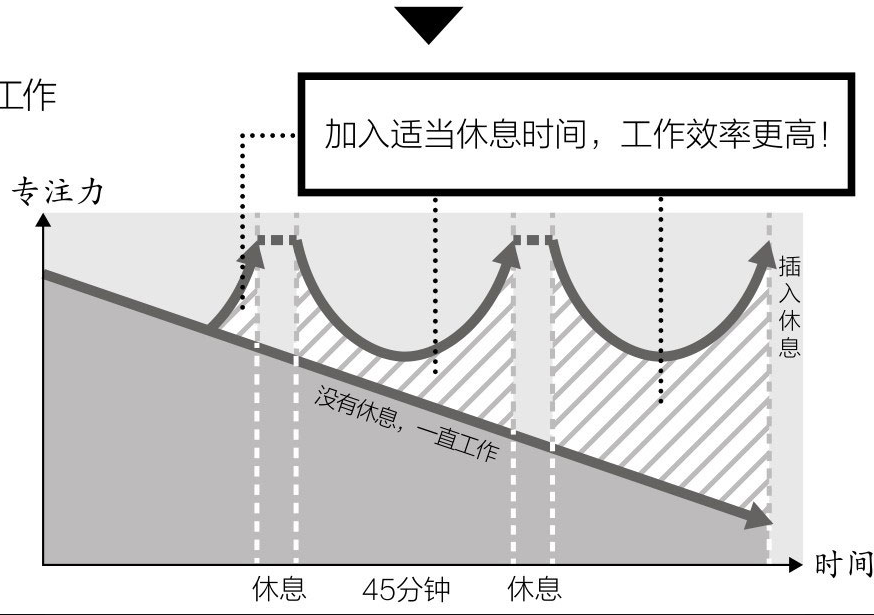 工作
加入适当休息时间，工作效率更高！
专注力
插入休息
没有休息，一直工作
时间
休息 45分钟 休息